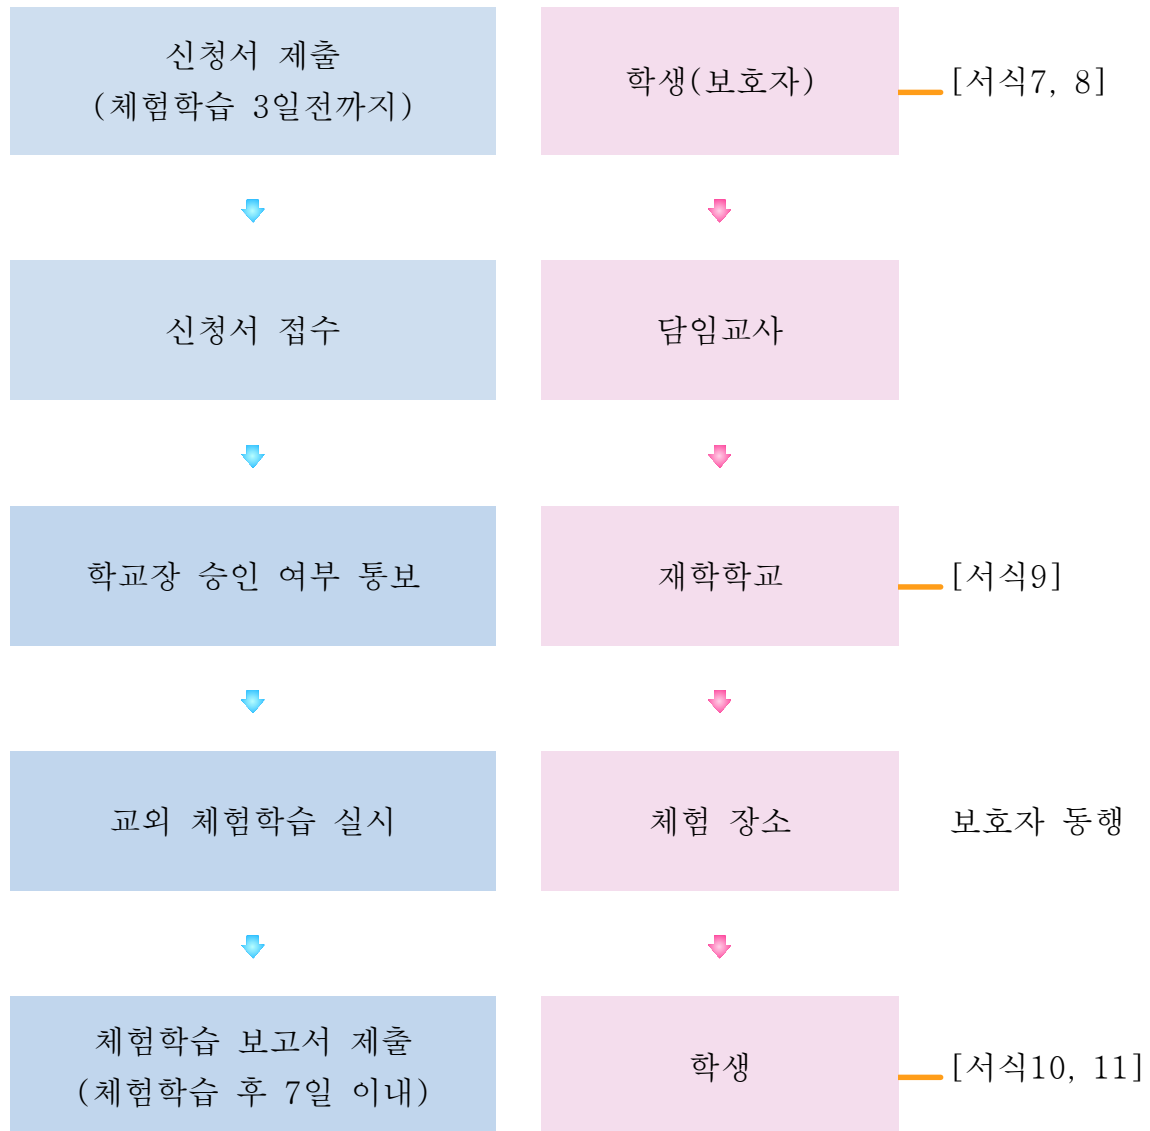 신청서 제출
(체험학습 3일전까지)
학생(보호자)
[서식7, 8]
신청서 접수
담임교사
학교장 승인 여부 통보
재학학교
[서식9]
교외 체험학습 실시
체험 장소
보호자 동행
체험학습 보고서 제출
(체험학습 후 7일 이내)
학생
[서식10, 11]